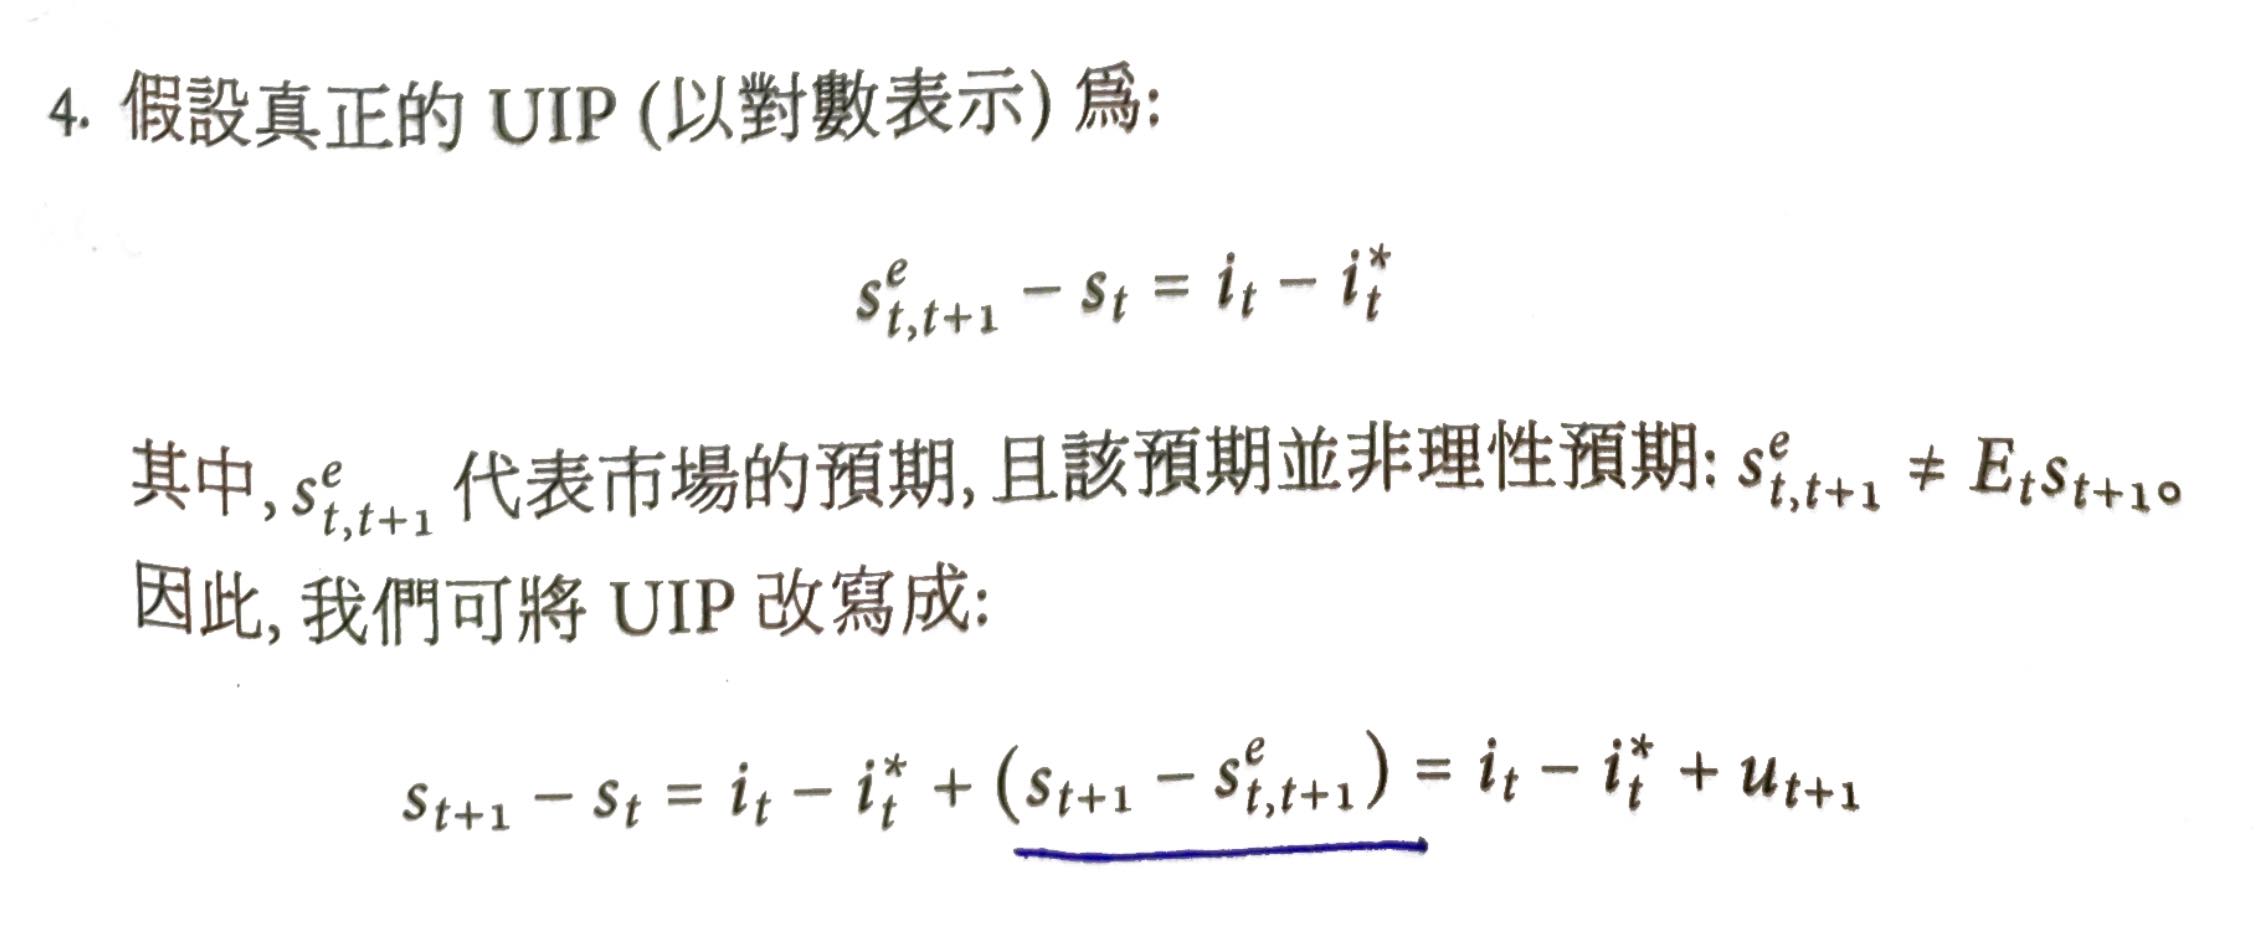 4. 假設真正的 UIP (以對數表示) 爲:
s^e_{t,t+1} − s_t = i_t − i^*_t
其中, s^e_{t,t+1} 代表市場的預期, 且該預期並非理性預期: s^e_{t,t+1} ≠ E_t s_{t+1}。
因此, 我們可將 UIP 改寫成:
s_{t+1} − s_t = i_t − i^*_t + (s_{t+1} − s^e_{t,t+1}) = i_t − i^*_t + u_{t+1}